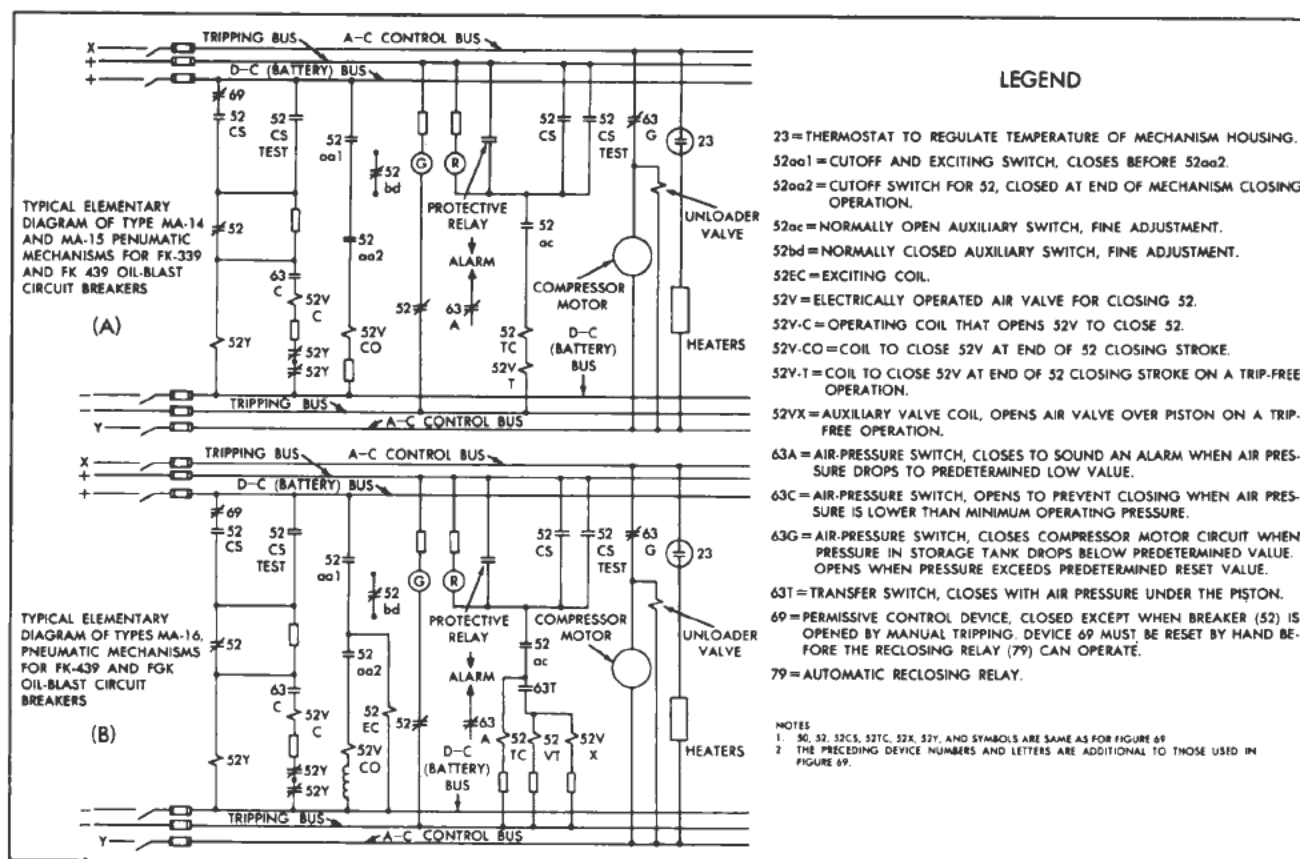 TRIPPING BUS
A-C CONTROL BUS
X
+
D-C (BATTERY) BUS
+
69
52
CS
52
CS
TEST
52
aa1
52
bd
G
R
52
CS
52
CS
TEST
63
G
23
PROTECTIVE
RELAY
52
ac
UNLOADER
VALVE
TYPICAL ELEMENTARY
DIAGRAM OF TYPE MA-14
AND MA-15 PENUMATIC
MECHANISMS FOR FK-339
AND FK 439 OIL-BLAST
CIRCUIT BREAKERS
(A)
52
63
C
52V
C
52Y
52Y
52Y
52
aa2
52V
CO
52
ALARM
63
A
COMPRESSOR
MOTOR
52
TC
52V
T
D-C
(BATTERY)
BUS
HEATERS
-
TRIPPING BUS
-
A-C CONTROL BUS
Y
TRIPPING BUS
A-C CONTROL BUS
X
+
D-C (BATTERY) BUS
+
69
52
CS
52
CS
TEST
52
aa1
52
bd
G
R
52
CS
52
CS
TEST
63
G
23
PROTECTIVE
RELAY
COMPRESSOR
MOTOR
UNLOADER
VALVE
TYPICAL ELEMENTARY
DIAGRAM OF TYPES MA-16,
PNEUMATIC MECHANISMS
FOR FK-439 AND FGK
OIL-BLAST CIRCUIT
BREAKERS
(B)
52
63
C
52V
C
52Y
52Y
52Y
52
aa2
52
EC
52V
CO
52
ALARM
63
A
D-C
(BATTERY)
BUS
52
ac
63T
52
TC
52
VT
52V
X
HEATERS
-
TRIPPING BUS
-
A-C CONTROL BUS
Y
LEGEND
23=THERMOSTAT TO REGULATE TEMPERATURE OF MECHANISM HOUSING.
52aa1=CUTOFF AND EXCITING SWITCH, CLOSES BEFORE 52aa2.
52aa2=CUTOFF SWITCH FOR 52, CLOSED AT END OF MECHANISM CLOSING
OPERATION.
52ac=NORMALLY OPEN AUXILIARY SWITCH, FINE ADJUSTMENT.
52bd=NORMALLY CLOSED AUXILIARY SWITCH, FINE ADJUSTMENT.
52EC=EXCITING COIL.
52V=ELECTRICALLY OPERATED AIR VALVE FOR CLOSING 52.
52V-C=OPERATING COIL THAT OPENS 52V TO CLOSE 52.
52V-CO=COIL TO CLOSE 52V AT END OF 52 CLOSING STROKE.
52V-T=COIL TO CLOSE 52V AT END OF 52 CLOSING STROKE ON A TRIP-FREE
OPERATION.
52VX=AUXILIARY VALVE COIL, OPENS AIR VALVE OVER PISTON ON A TRIP-
FREE OPERATION.
63A=AIR-PRESSURE SWITCH, CLOSES TO SOUND AN ALARM WHEN AIR PRES-
SURE DROPS TO PREDETERMINED LOW VALUE.
63C=AIR-PRESSURE SWITCH, OPENS TO PREVENT CLOSING WHEN AIR PRES-
SURE IS LOWER THAN MINIMUM OPERATING PRESSURE.
63G=AIR-PRESSURE SWITCH, CLOSES COMPRESSOR MOTOR CIRCUIT WHEN
PRESSURE IN STORAGE TANK DROPS BELOW PREDETERMINED VALUE.
OPENS WHEN PRESSURE EXCEEDS PREDETERMINED RESET VALUE.
63T=TRANSFER SWITCH, CLOSES WITH AIR PRESSURE UNDER THE PISTON.
69=PERMISSIVE CONTROL DEVICE, CLOSED EXCEPT WHEN BREAKER (52) IS
OPENED BY MANUAL TRIPPING. DEVICE 69 MUST BE RESET BY HAND BE-
FORE THE RECLOSING RELAY (79) CAN OPERATE.
79=AUTOMATIC RECLOSING RELAY.
NOTES
1. 50, 52, 52CS, 52TC, 52X, 52Y, AND SYMBOLS ARE SAME AS FOR FIGURE 69
2 THE PRECEDING DEVICE NUMBERS AND LETTERS ARE ADDITIONAL TO THOSE USED IN
FIGURE 69.